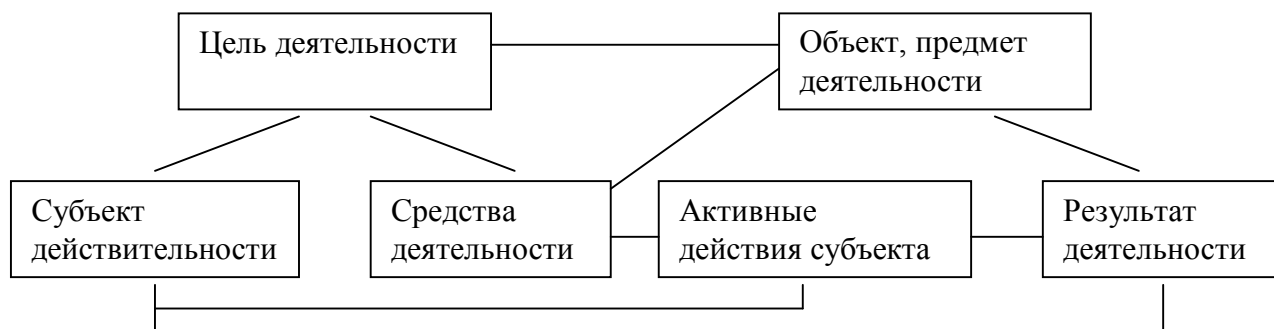 Цель деятельности
Объект, предмет
деятельности
Субъект
действительности
Средства
деятельности
Активные
действия субъекта
Результат
деятельности